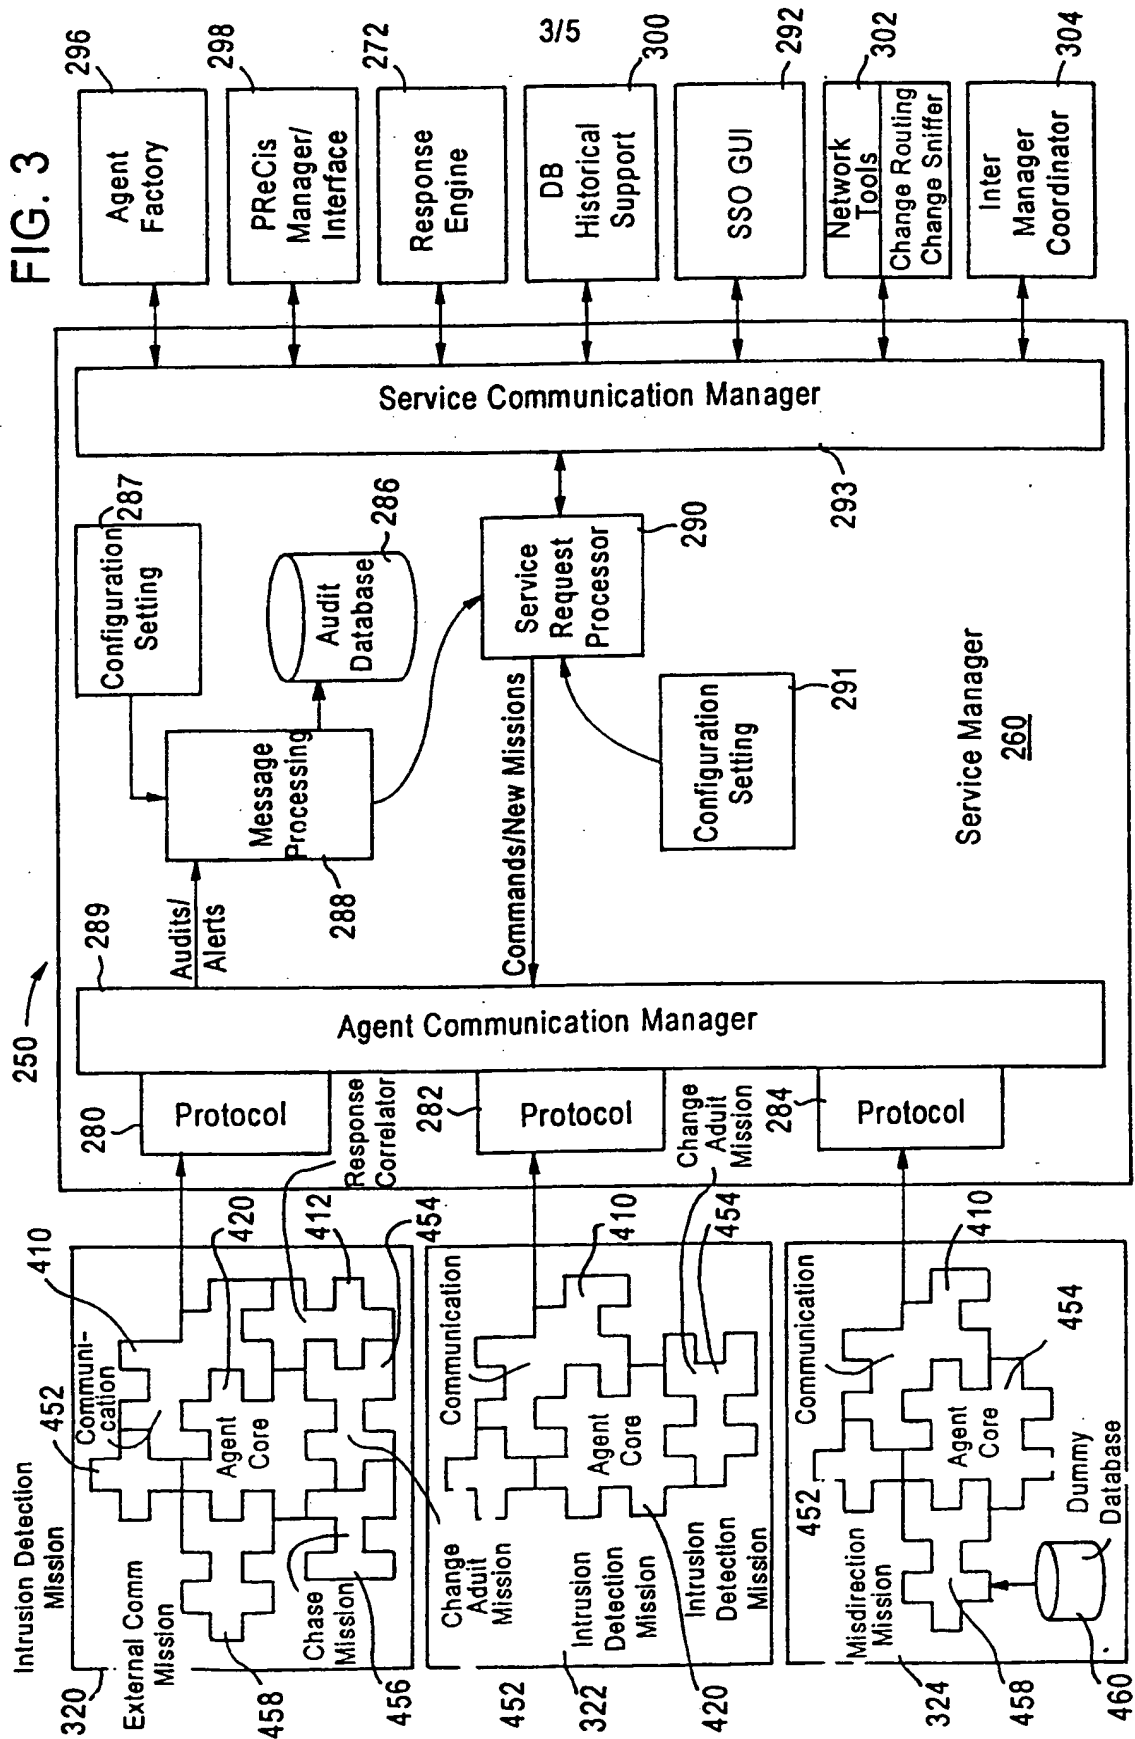 FIG. 3
3/5
296
Agent
Factory
298
PReCis
Manager/
Interface
272
Response
Engine
300
DB
Historical
Support
292
SSO GUI
302
Network
Tools
Change Routing
Change Sniffer
304
Inter
Manager
Coordinator
250
Service Communication Manager
293
287
Configuration
Setting
286
Audit
Database
290
Service
Request
Processor
291
Configuration
Setting
Message
Processing
288
Audits/
Alerts
Commands/New Missions
Service Manager
260
289
Agent Communication Manager
280
Protocol
Response
Correlator
282
Protocol
Change
Aduit
Mission
284
Protocol
Intrusion Detection
Mission
320
External Comm
Mission
452
Communi-
cation
410
420
Agent
Core
412
454
458
Chase
Mission
456
Change
Aduit
Mission
Communication
410
454
Agent
Core
452
322
Intrusion
Detection
Mission
420
Intrusion
Detection
Mission
Communication
410
454
452
Agent
Core
Misdirection
Mission
324
458
Dummy
Database
460